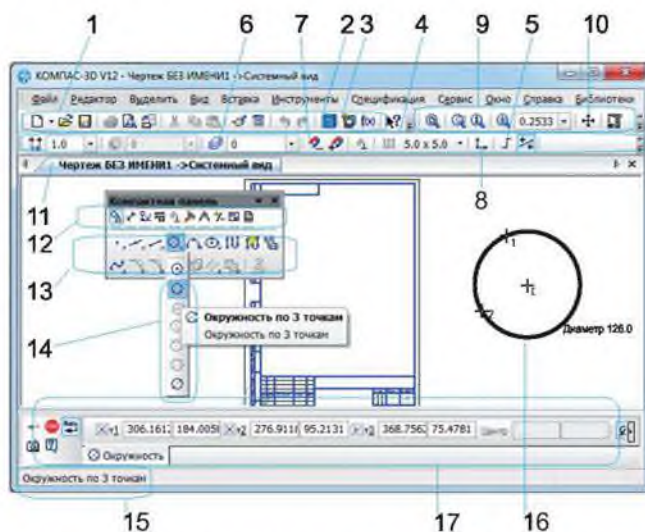 1 6 7 2 3 4 9 5 10
КОМПАС-3D V12 - Чертеж БЕЗ ИМЕНИ1 ->Системный вид
Файл Редактор Выделить Вид Вставка Инструменты Спецификация Сервис Окно Справка Библиотеки
f(x) 0.2533
1.0 0 0 5.0 x 5.0
Чертеж БЕЗ ИМЕНИ1 ->Системный вид
8
11
Компактная панель
12
13
1
2
14
Окружность по 3 точкам
Окружность по 3 точкам
Диаметр 126.0
306.1612 184.0058 276.9118 95.2131 368.7562 75.4781 Центр
Окружность
Окружность по 3 точкам
15 17 16